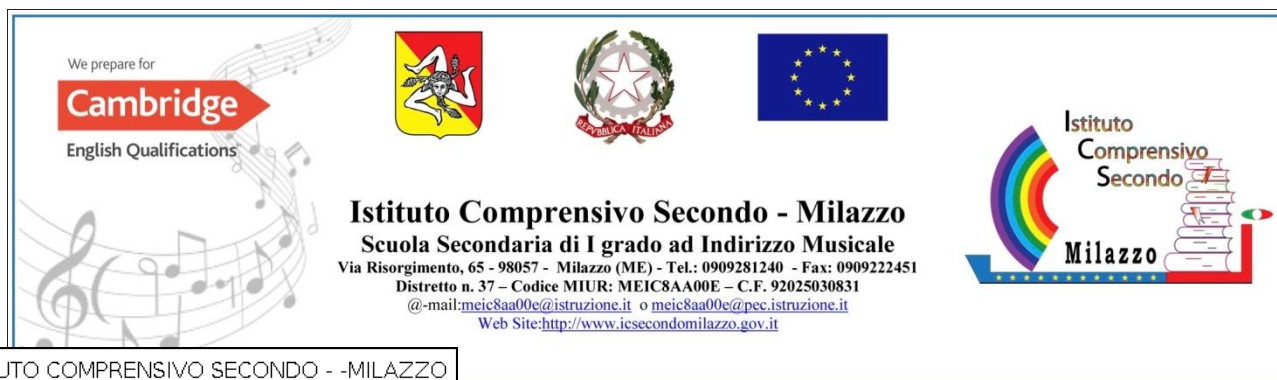 We prepare for
Cambridge
English Qualifications
REPVBBLICA ITALIANA
Istituto
Comprensivo
Secondo
Milazzo
Istituto Comprensivo Secondo - Milazzo
Scuola Secondaria di I grado ad Indirizzo Musicale
Via Risorgimento, 65 - 98057 - Milazzo (ME) - Tel.: 0909281240 - Fax: 0909222451
Distretto n. 37 – Codice MIUR: MEIC8AA00E – C.F. 92025030831
@-mail:meic8aa00e@istruzione.it o meic8aa00e@pec.istruzione.it
Web Site:http://www.icsecondomilazzo.gov.it
UTO COMPRENSIVO SECONDO - -MILAZZO